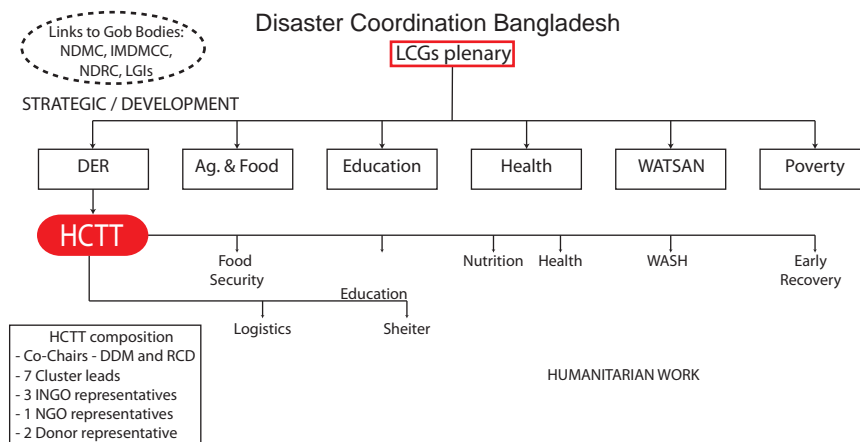 Disaster Coordination Bangladesh
Links to Gob Bodies:
NDMC, IMDMCC,
NDRC, LGIs
LCGs plenary
STRATEGIC / DEVELOPMENT
DER
Ag. & Food
Education
Health
WATSAN
Poverty
HCTT
Food
Security
Nutrition
Health
WASH
Early
Recovery
Education
Logistics
Sheiter
HCTT composition
- Co-Chairs - DDM and RCD
- 7 Cluster leads
- 3 INGO representatives
- 1 NGO representatives
- 2 Donor representative
HUMANITARIAN WORK